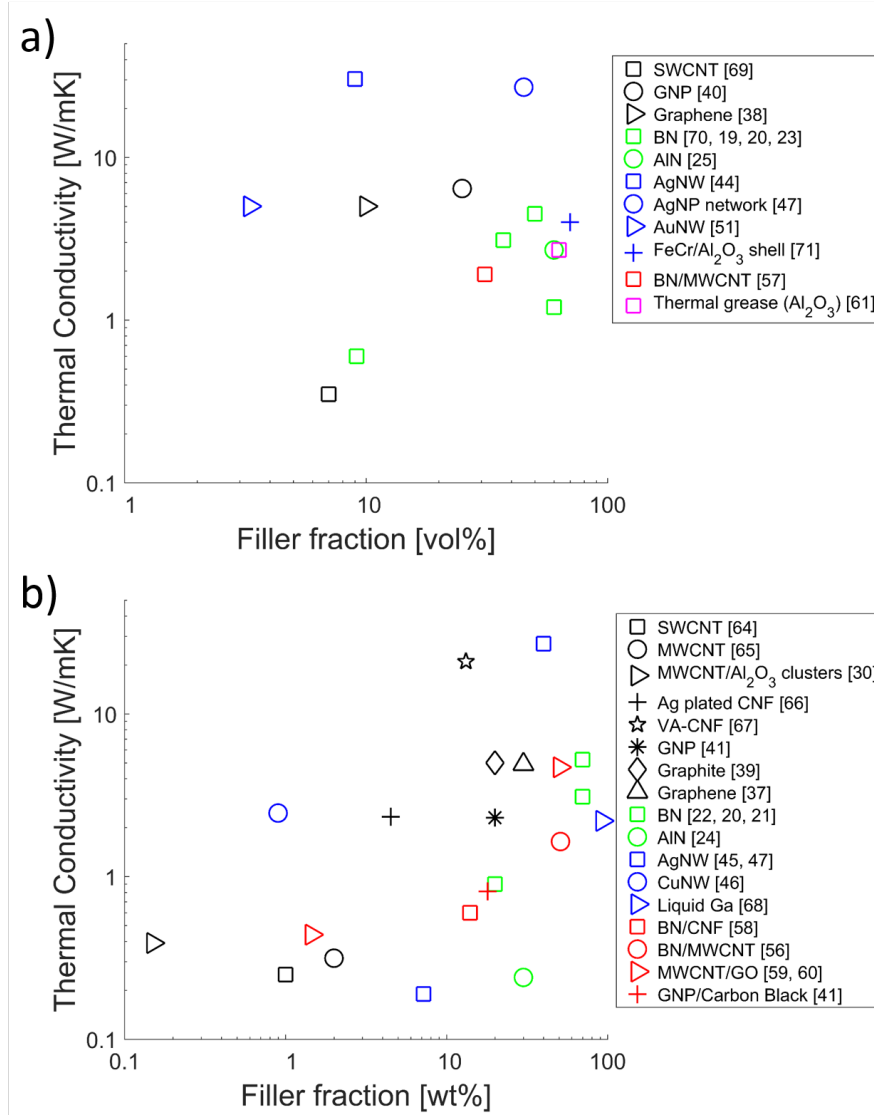 a)
Thermal Conductivity [W/mK]
10
1
0.1
1
10
100
Filler fraction [vol%]
SWCNT [69]
GNP [40]
Graphene [38]
BN [70, 19, 20, 23]
AlN [25]
AgNW [44]
AgNP network [47]
AuNW [51]
FeCr/Al2O3 shell [71]
BN/MWCNT [57]
Thermal grease (Al2O3) [61]
b)
Thermal Conductivity [W/mK]
10
1
0.1
0.1
1
10
100
Filler fraction [wt%]
SWCNT [64]
MWCNT [65]
MWCNT/Al2O3 clusters [30]
Ag plated CNF [66]
VA-CNF [67]
GNP [41]
Graphite [39]
Graphene [37]
BN [22, 20, 21]
AlN [24]
AgNW [45, 47]
CuNW [46]
Liquid Ga [68]
BN/CNF [58]
BN/MWCNT [56]
MWCNT/GO [59, 60]
GNP/Carbon Black [41]